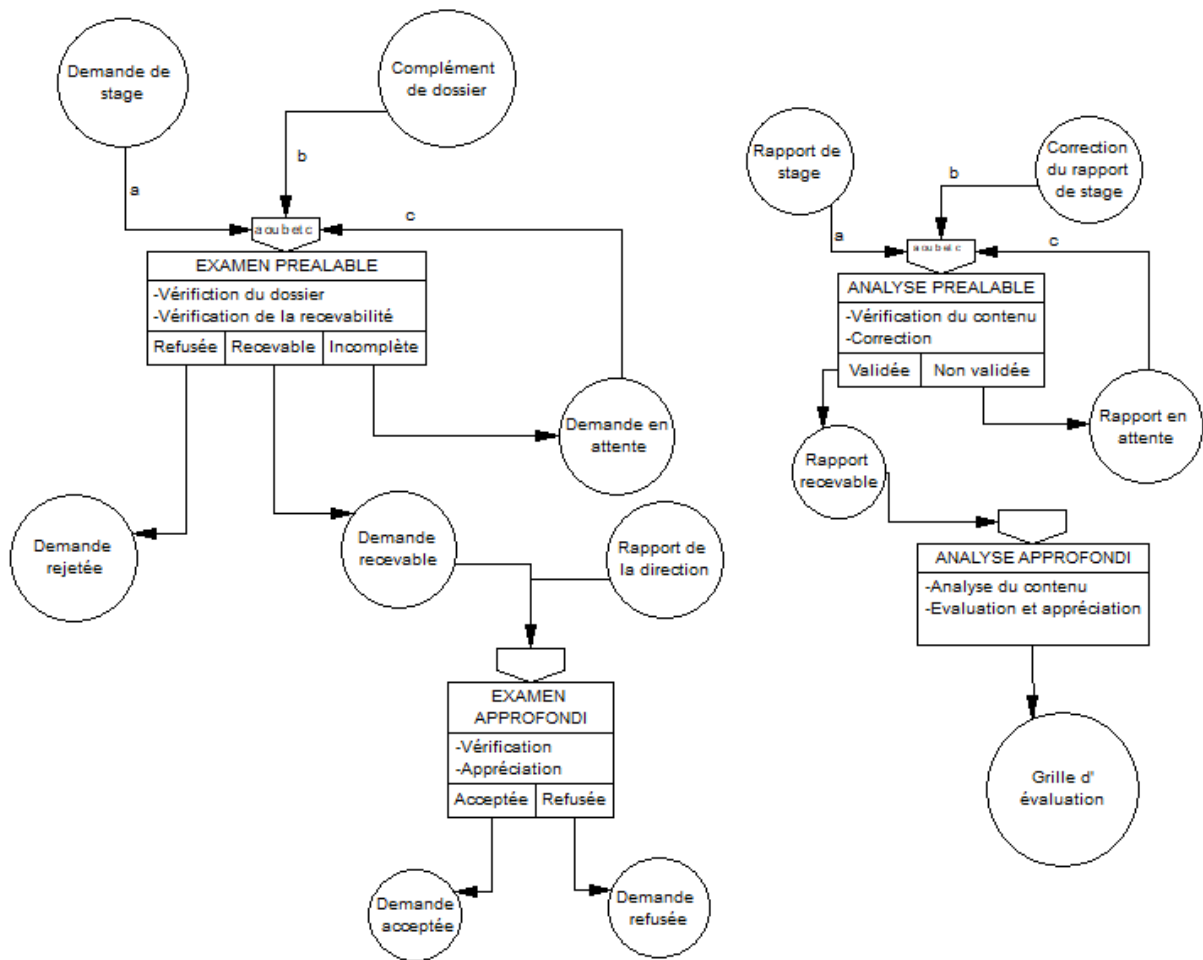 Demande de
stage
Complément
de dossier
b
a
c
a ou b et c
EXAMEN PREALABLE
-Vérifiction du dossier
-Vérification de la recevabilité
Refusée Recevable Incomplète
Demande en
attente
Demande
rejetée
Demande
recevable
Rapport de
la direction
EXAMEN
APPROFONDI
-Vérification
-Appréciation
Acceptée Refusée
Demande
acceptée
Demande
refusée
Rapport de
stage
Correction
du rapport
de stage
b
a
c
a ou b et c
ANALYSE PREALABLE
-Vérification du contenu
-Correction
Validée Non validée
Rapport en
attente
Rapport
recevable
ANALYSE APPROFONDI
-Analyse du contenu
-Evaluation et appréciation
Grille d'
évaluation